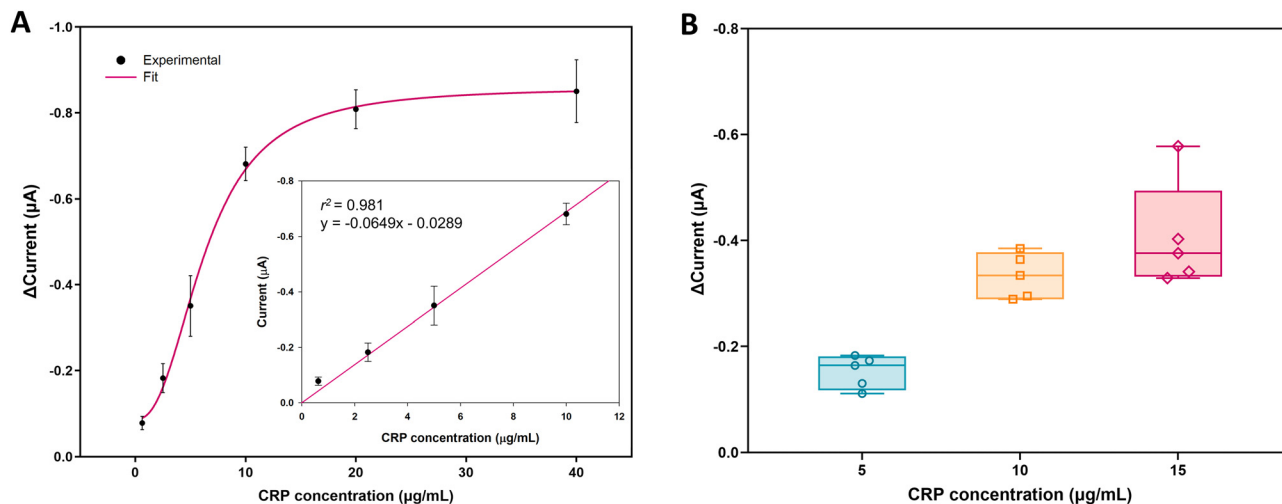 A
-1.0
-0.8
-0.6
-0.4
-0.2
0.0
ΔCurrent (µA)
Experimental
Fit
0
10
20
30
40
CRP concentration (µg/mL)
-0.8
-0.6
-0.4
-0.2
0.0
Current (µA)
r² = 0.981
y = -0.0649x - 0.0289
0
2
4
6
8
10
12
CRP concentration (µg/mL)
B
-0.8
-0.6
-0.4
-0.2
0.0
ΔCurrent (µA)
5
10
15
CRP concentration (µg/mL)